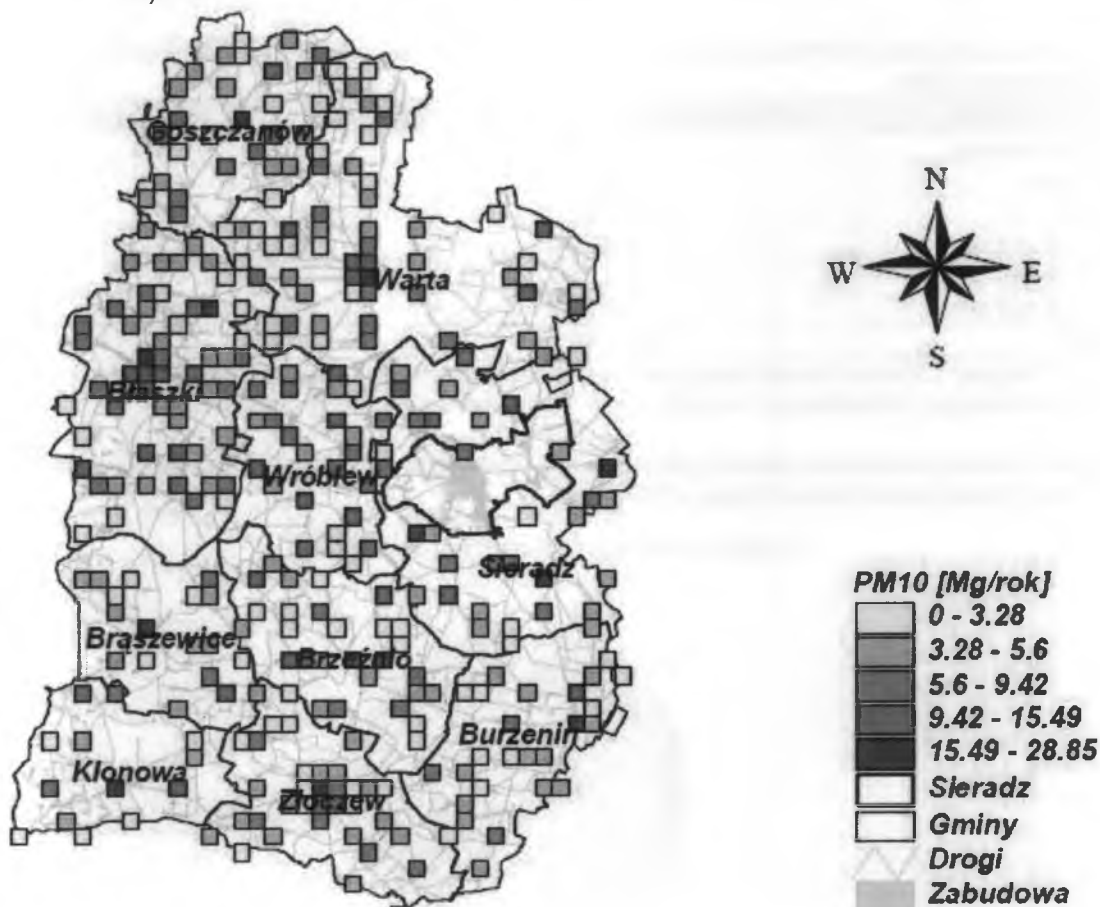 Goszczanów
Warta
Błaszki
Wróblew
Sieradz
Braszewice
Brzeźnio
Burzenin
Klonowa
Złoczew
N
W
E
S
PM10 [Mg/rok]
0 - 3.28
3.28 - 5.6
5.6 - 9.42
9.42 - 15.49
15.49 - 28.85
Sieradz
Gminy
Drogi
Zabudowa